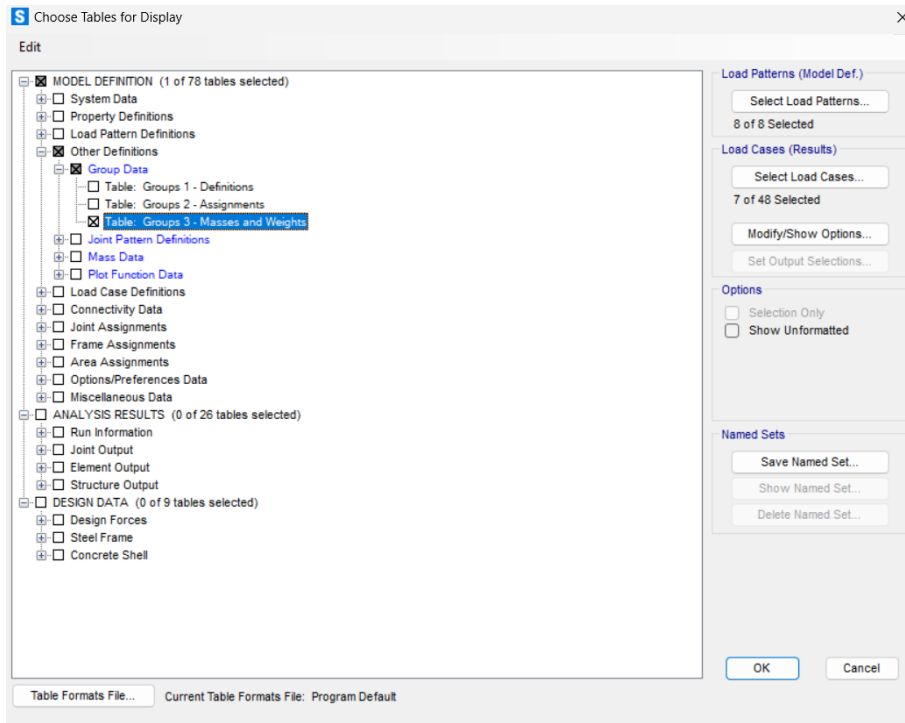 S Choose Tables for Display
Edit
MODEL DEFINITION (1 of 78 tables selected)
System Data
Property Definitions
Load Pattern Definitions
Other Definitions
Group Data
Table: Groups 1 - Definitions
Table: Groups 2 - Assignments
Table: Groups 3 - Masses and Weights
Joint Pattern Definitions
Mass Data
Plot Function Data
Load Case Definitions
Connectivity Data
Joint Assignments
Frame Assignments
Area Assignments
Options/Preferences Data
Miscellaneous Data
ANALYSIS RESULTS (0 of 26 tables selected)
Run Information
Joint Output
Element Output
Structure Output
DESIGN DATA (0 of 9 tables selected)
Design Forces
Steel Frame
Concrete Shell
Load Patterns (Model Def.)
Select Load Patterns...
8 of 8 Selected
Load Cases (Results)
Select Load Cases...
7 of 48 Selected
Modify/Show Options...
Set Output Selections...
Options
Selection Only
Show Unformatted
Named Sets
Save Named Set...
Show Named Set...
Delete Named Set...
OK Cancel
Table Formats File... Current Table Formats File: Program Default